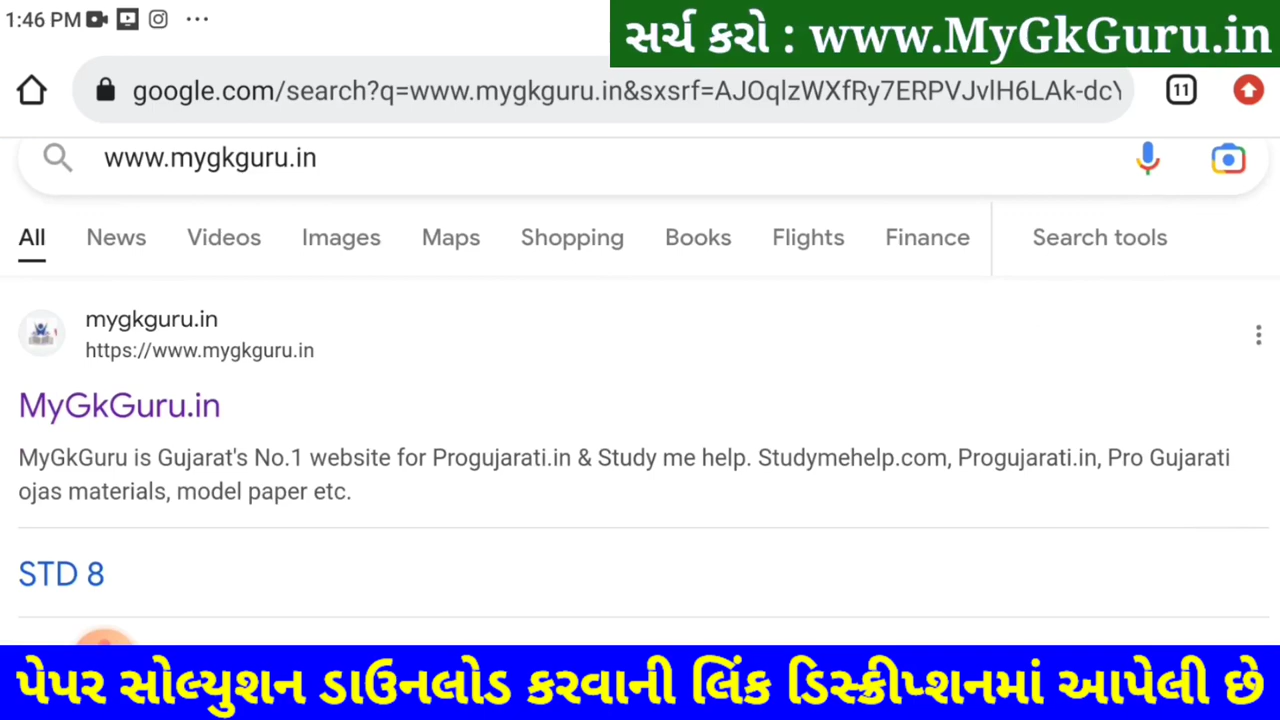 1:46 PM
સર્ચ કરો : www.MyGkGuru.in
google.com/search?q=www.mygkguru.in&sxsrf=AJOqlzWXfRy7ERPVJvlH6LAk-dcY
11
www.mygkguru.in
All News Videos Images Maps Shopping Books Flights Finance Search tools
mygkguru.in
https://www.mygkguru.in
MyGkGuru.in
MyGkGuru is Gujarat's No.1 website for Progujarati.in & Study me help. Studymehelp.com, Progujarati.in, Pro Gujarati
ojas materials, model paper etc.
STD 8
પેપર સોલ્યુશન ડાઉનલોડ કરવાની લિંક ડિસ્ક્રીપ્શનમાં આપેલી છે